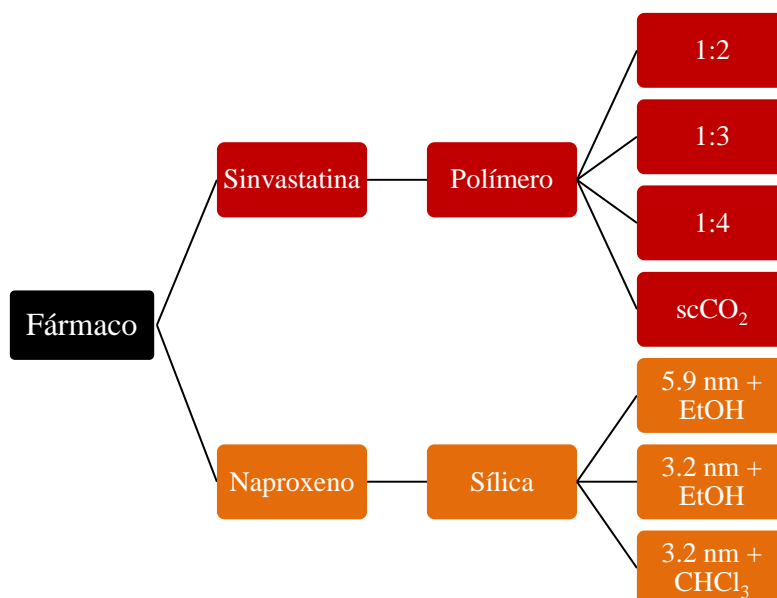 Fármaco
Sinvastatina
Polímero
1:2
1:3
1:4
scCO₂
Naproxeno
Sílica
5.9 nm +
EtOH
3.2 nm +
EtOH
3.2 nm +
CHCl₃